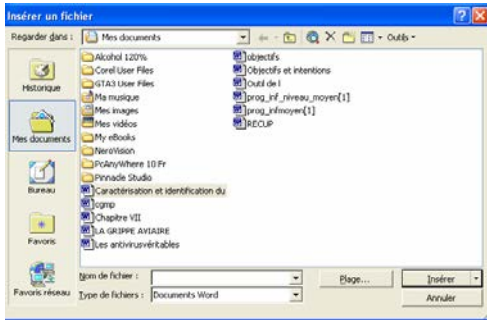 Insérer un fichier
Regarder dans : Mes documents Outils
Historique
Mes documents
Bureau
Favoris
Favoris réseau
Alcohol 120%
Corel User Files
GTA3 User Files
Ma musique
Mes images
Mes vidéos
My eBooks
NeroVision
PcAnyWhere 10 Fr
Pinnacle Studio
Caractérisation et identification du
cgmp
Chapitre VII
LA GRIPPE AVIAIRE
Les antivirusvéritables
objectifs
Objectifs et intentions
Outil de l
prog_inf_niveau_moyen[1]
prog_infmoyen[1]
RECUP
Nom de fichier : Plage... Insérer
Type de fichiers : Documents Word Annuler